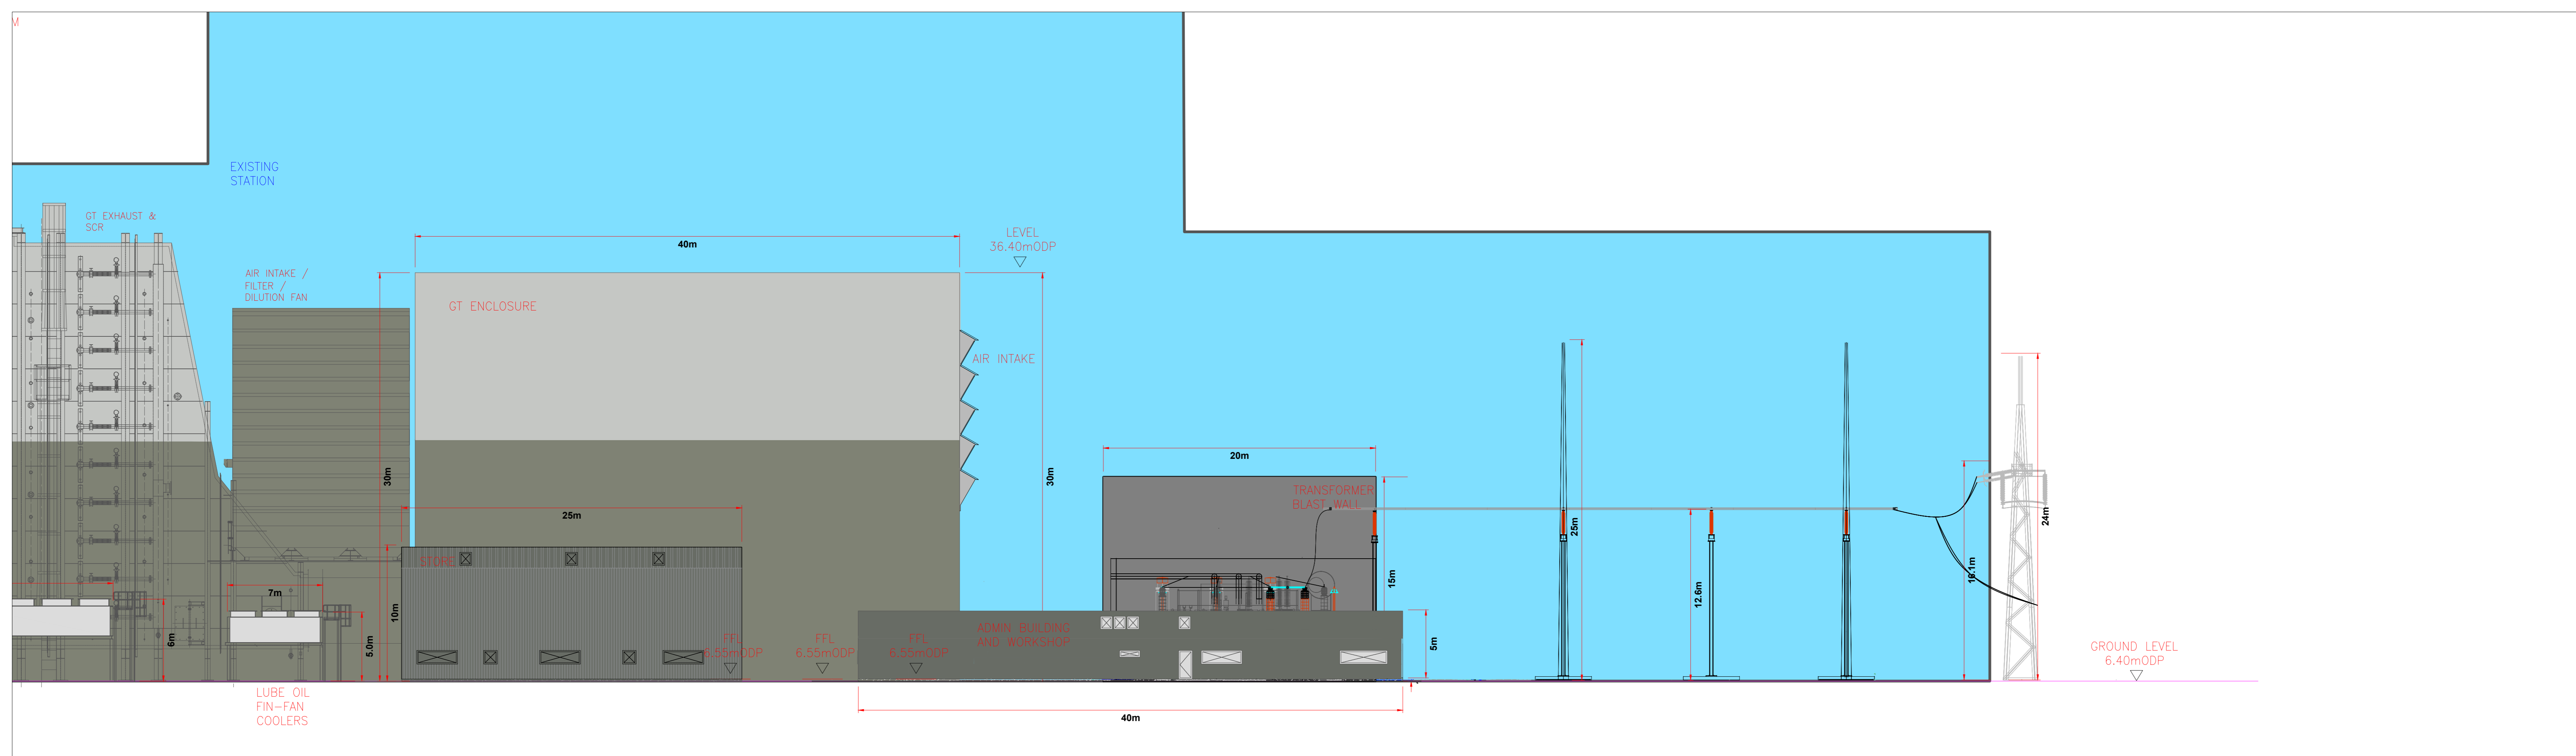 M
EXISTING
STATION
GT EXHAUST &
SCR
LEVEL
36.40mODP
40m
AIR INTAKE /
FILTER /
DILUTION FAN
GT ENCLOSURE
AIR INTAKE
20m
30m
30m
TRANSFORMER
BLAST WALL
25m
25m
24m
STORE
16.1m
15m
12.6m
7m
10m
6m
5.0m
ADMIN BUILDING
AND WORKSHOP
FFL
6.55mODP
FFL
6.55mODP
FFL
6.55mODP
5m
GROUND LEVEL
6.40mODP
LUBE OIL
FIN-FAN
COOLERS
40m